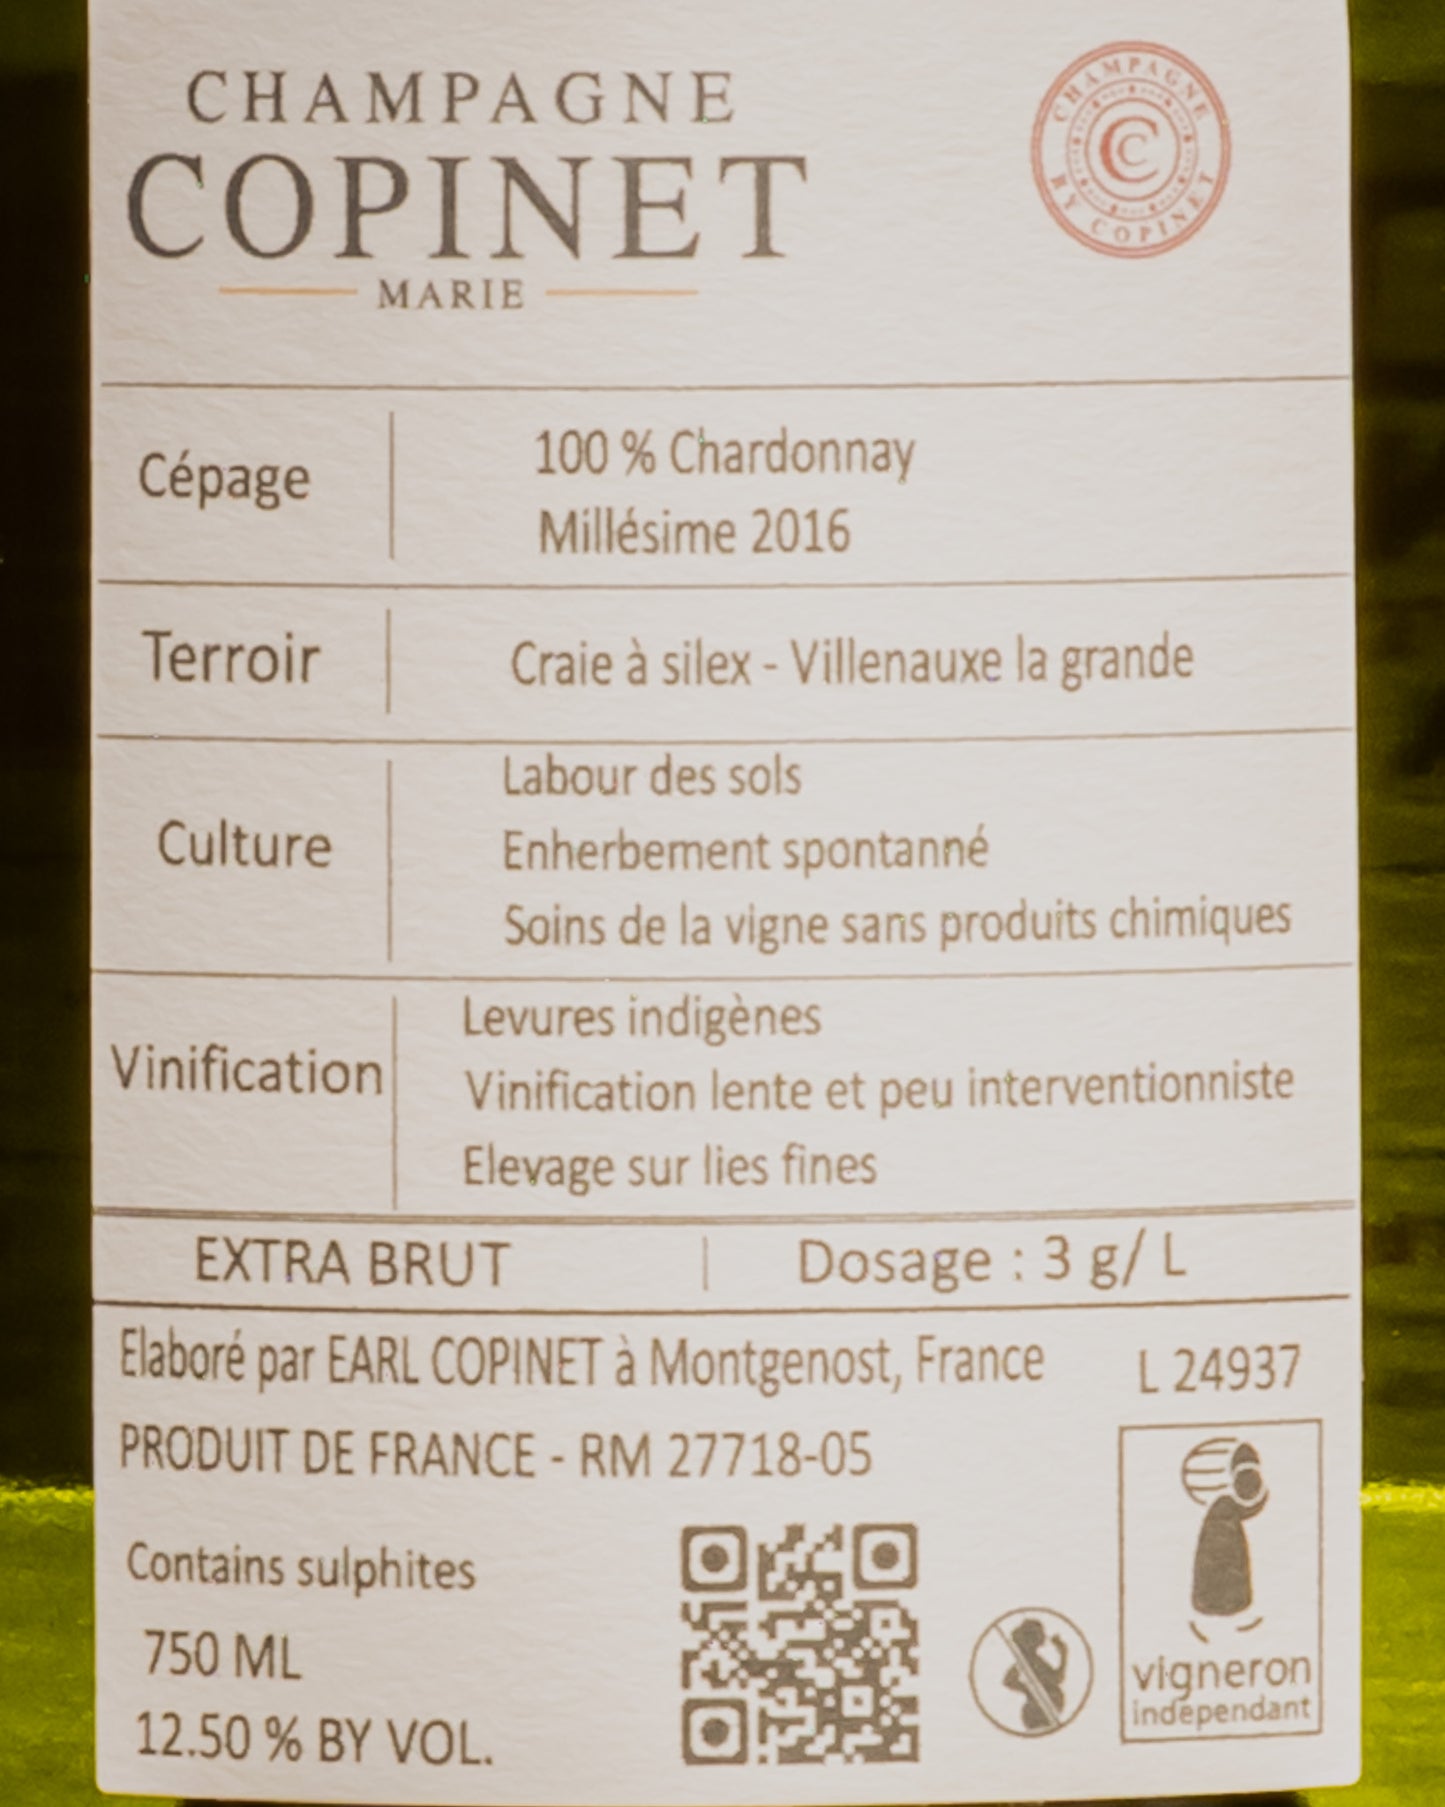 CHAMPAGNE
COPINET
MARIE
CHAMPAGNE
CC
BY COPINET
Cépage
100 % Chardonnay
Millésime 2016
Terroir
Craie à silex - Villenauxe la grande
Culture
Labour des sols
Enherbement spontanné
Soins de la vigne sans produits chimiques
Vinification
Levures indigènes
Vinification lente et peu interventionniste
Elevage sur lies fines
EXTRA BRUT | Dosage : 3 g/ L
Elaboré par EARL COPINET à Montgenost, France
L 24937
PRODUIT DE FRANCE - RM 27718-05
Contains sulphites
750 ML
12.50 % BY VOL.
vigneron
indépendant